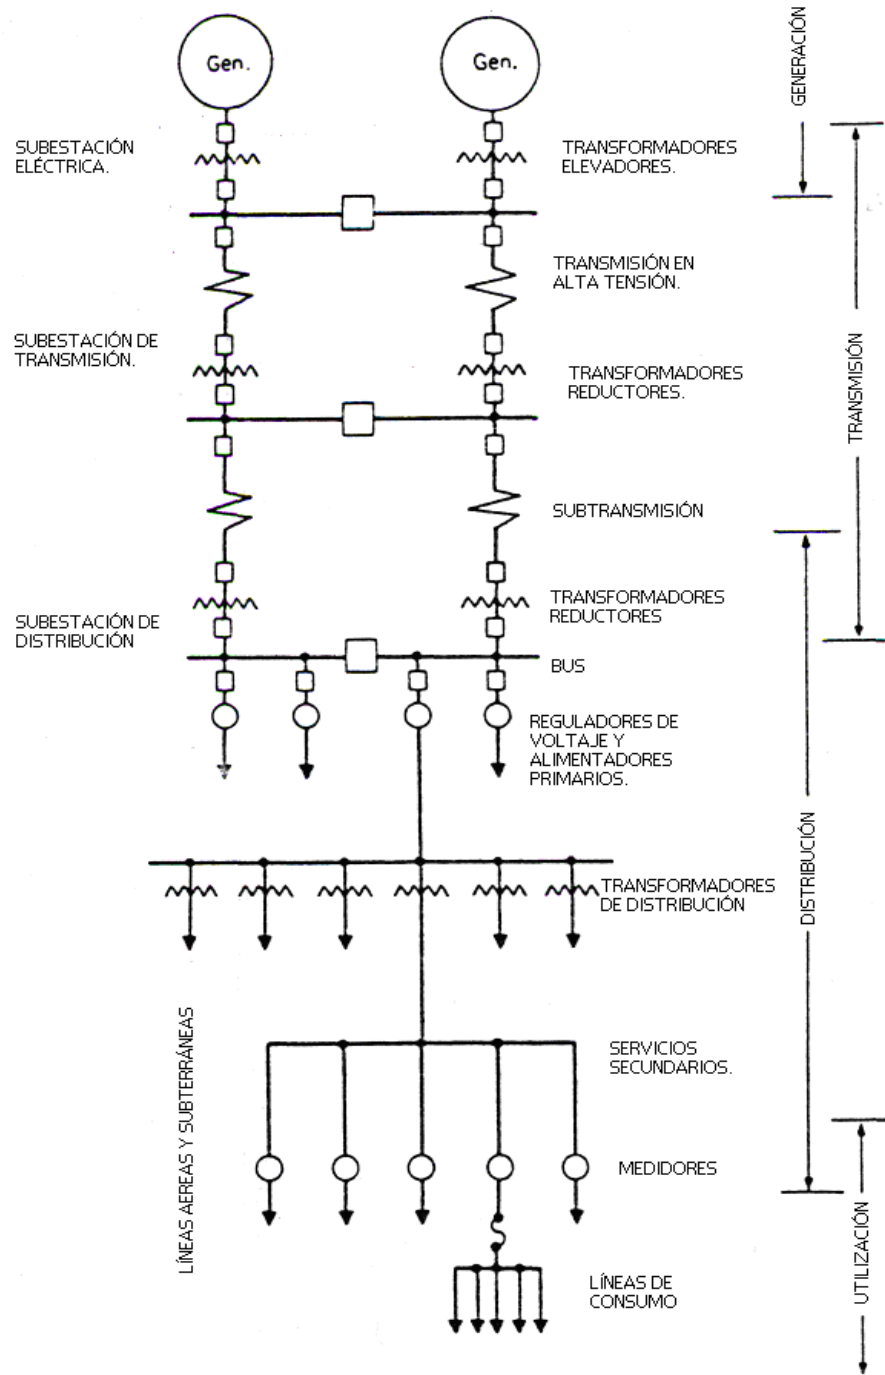 Gen.
Gen.
GENERACIÓN
SUBESTACIÓN
ELÉCTRICA.
TRANSFORMADORES
ELEVADORES.
TRANSMISIÓN EN
ALTA TENSIÓN.
SUBESTACIÓN DE
TRANSMISIÓN.
TRANSFORMADORES
REDUCTORES.
TRANSMISIÓN
SUBTRANSMISIÓN
SUBESTACIÓN DE
DISTRIBUCIÓN
TRANSFORMADORES
REDUCTORES
BUS
REGULADORES DE
VOLTAJE Y
ALIMENTADORES
PRIMARIOS.
DISTRIBUCIÓN
TRANSFORMADORES
DE DISTRIBUCIÓN
LÍNEAS AEREAS Y SUBTERRÁNEAS
SERVICIOS
SECUNDARIOS.
MEDIDORES
UTILIZACIÓN
LÍNEAS DE
CONSUMO